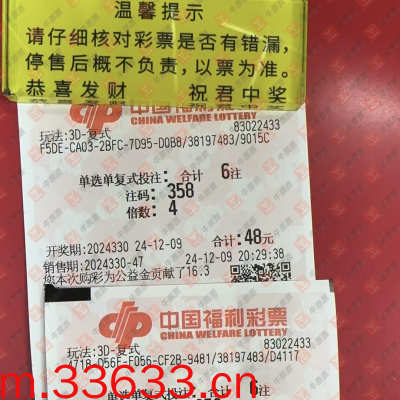 温馨提示
请仔细核对彩票是否有错漏,
停售后概不负责,以票为准。
恭喜发财 祝君中奖
中国福利彩票
CHINA WELFARE LOTTERY
玩法:3D-复式 83022433
F5DE-CA03-2BFC-7D95-D0B8/38197483/9015C
单选单复式投注: 合计 6注
注码: 358
倍数: 4
开奖期:2024330 24-12-09 合计:48元
销售期:2024330-47 24-12-09 20:29:38
您本次购彩为公益金贡献了16.3
中国福利彩票
CHINA WELFARE LOTTERY
玩法:3D-复式 83022433
4718-D56E-F056-CF2B-9481/38197483/D4117
m.33633.cn